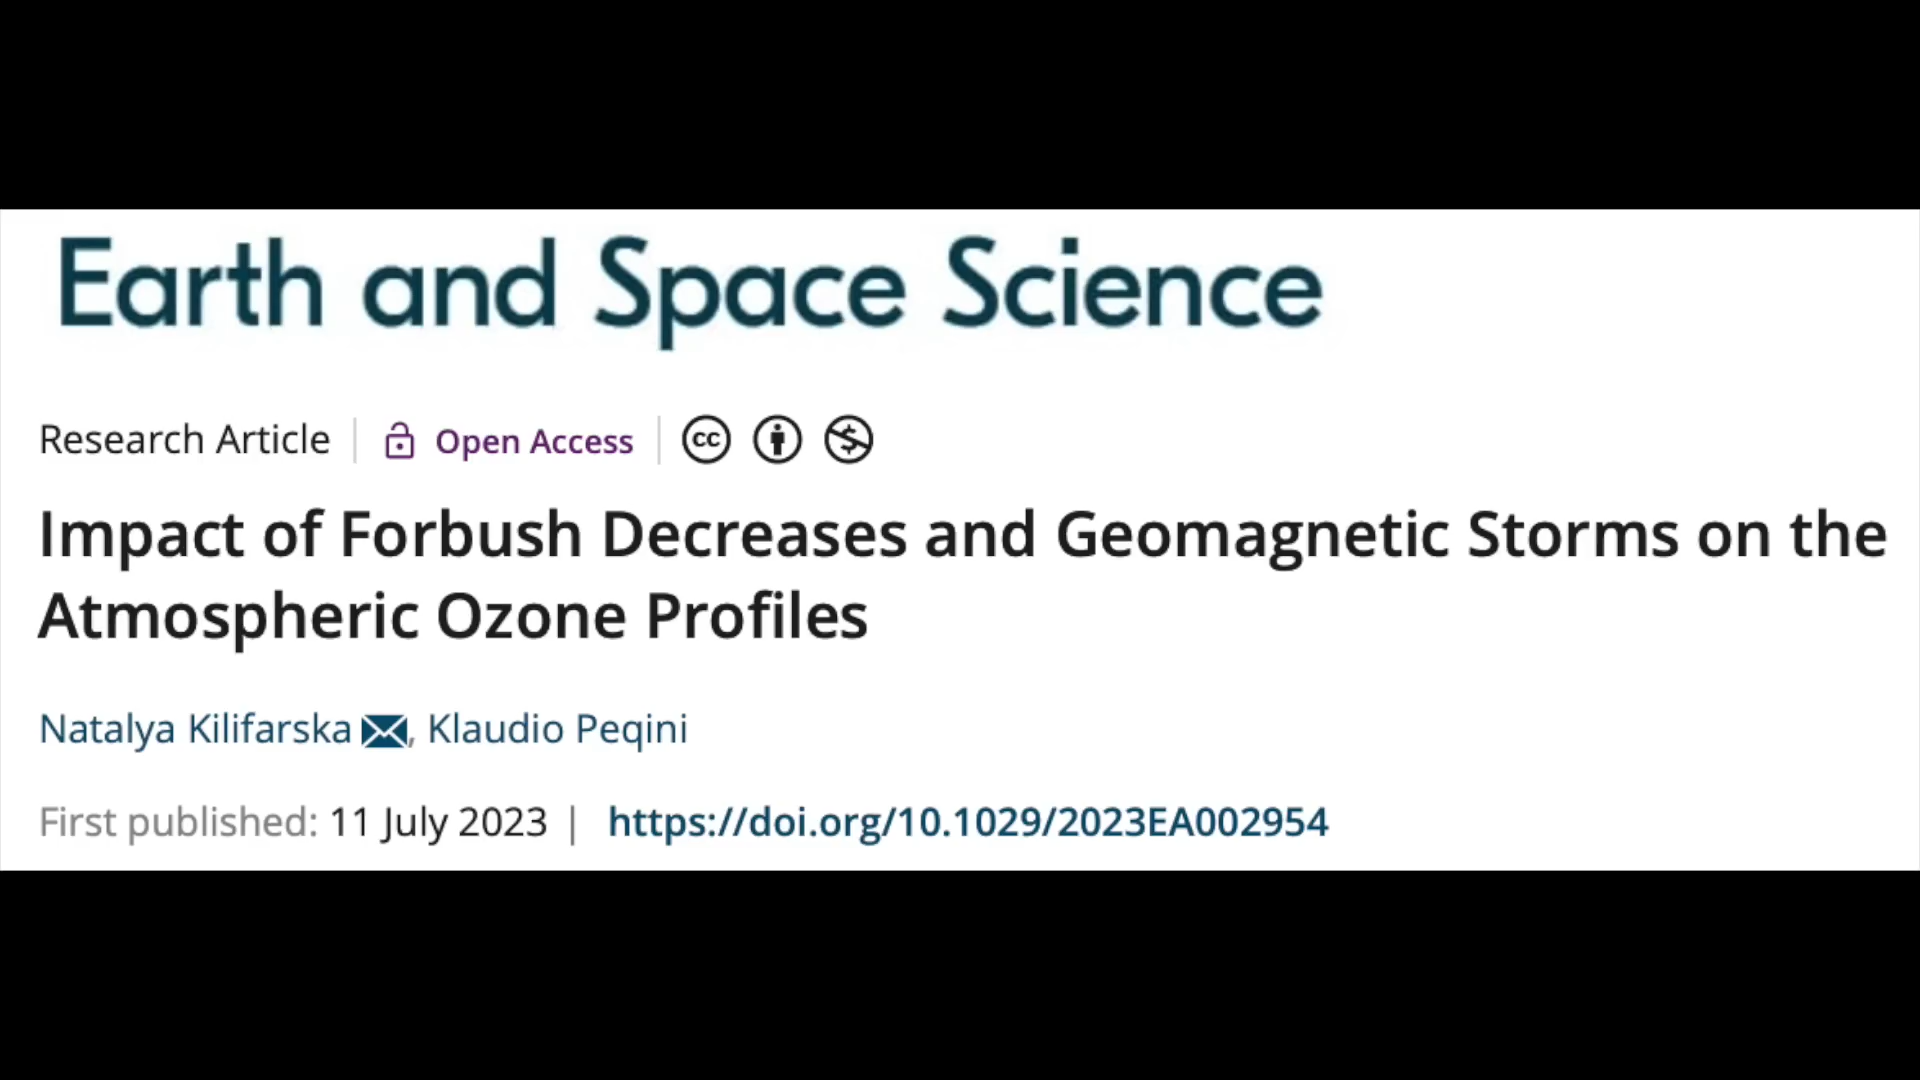 Earth and Space Science
Research Article | Open Access | cc
Impact of Forbush Decreases and Geomagnetic Storms on the
Atmospheric Ozone Profiles
Natalya Kilifarska, Klaudio Peqini
First published: 11 July 2023 | https://doi.org/10.1029/2023EA002954